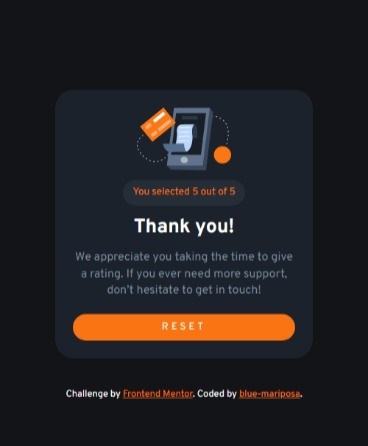 You selected 5 out of 5
Thank you!
We appreciate you taking the time to give
a rating. If you ever need more support,
don't hesitate to get in touch!
RESET
Challenge by Frontend Mentor. Coded by blue-mariposa.